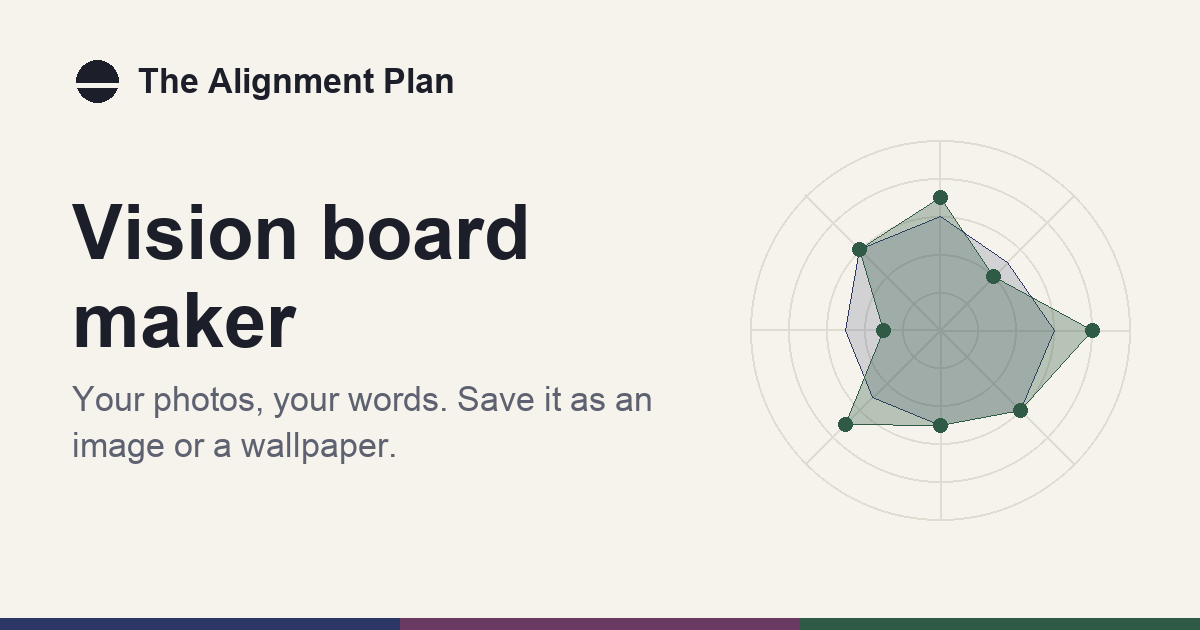 The Alignment Plan
Vision board
maker
Your photos, your words. Save it as an
image or a wallpaper.